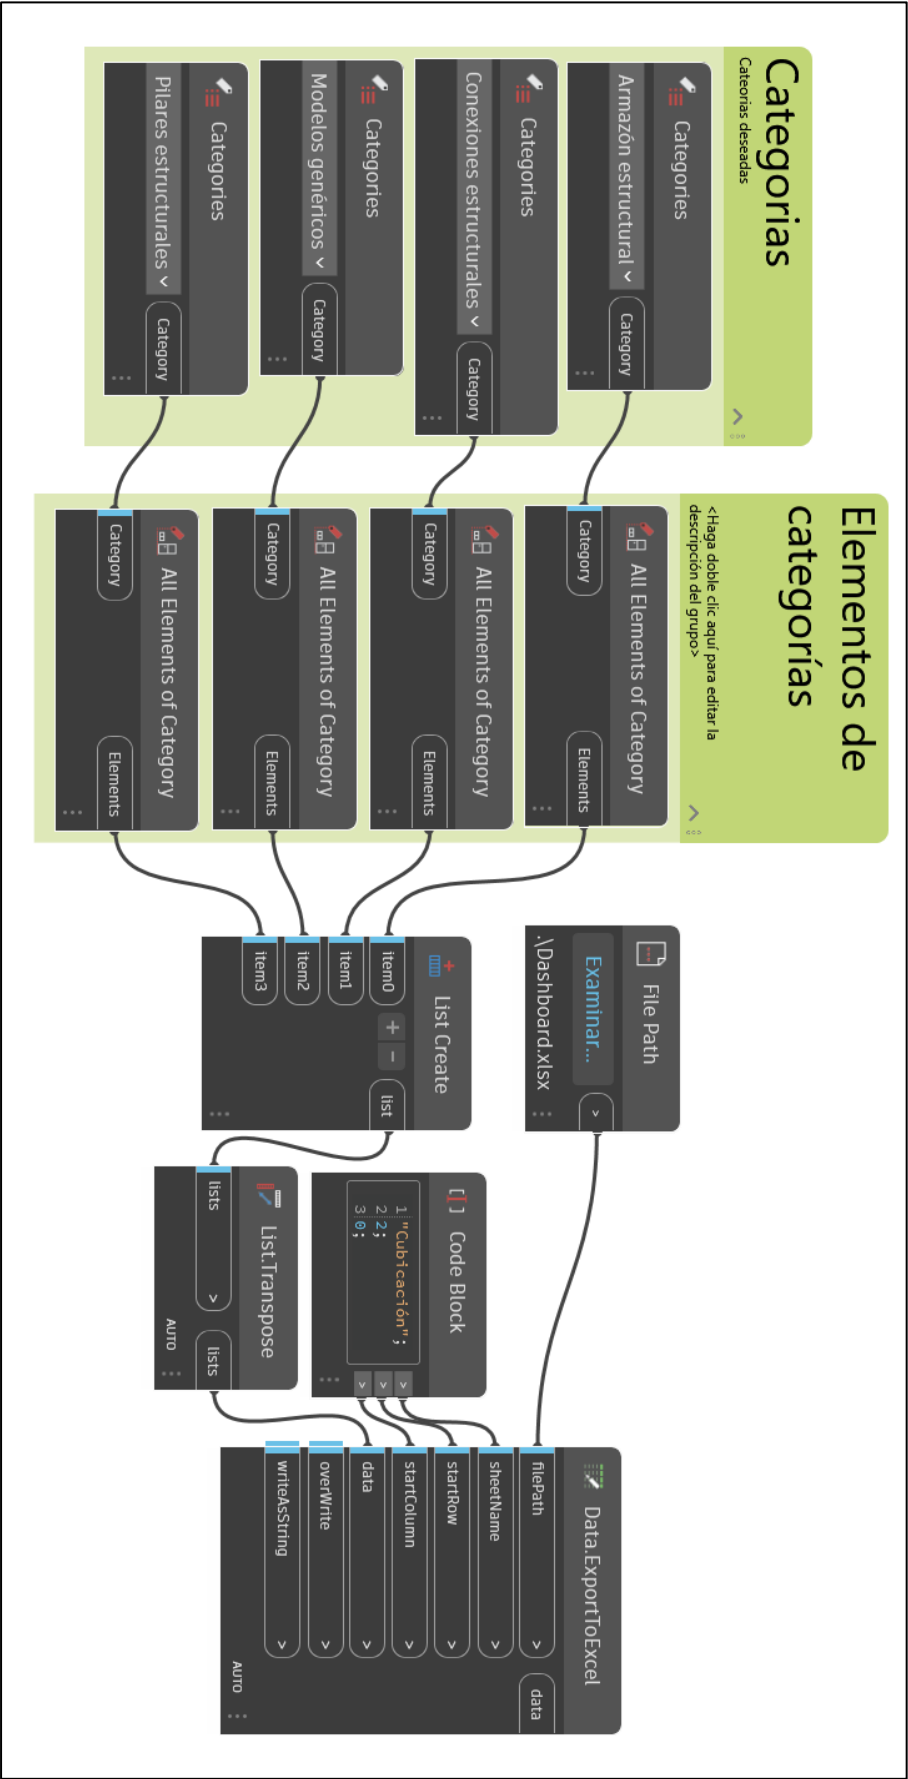 Categorias
Cateorias deseadas
Categories
Armazón estructural
Category
Categories
Conexiones estructurales
Category
Categories
Modelos genéricos
Category
Categories
Pilares estructurales
Category
Elementos de
categorías
<Haga doble clic aquí para editar la
descripción del grupo>
All Elements of Category
Category
Elements
All Elements of Category
Category
Elements
All Elements of Category
Category
Elements
All Elements of Category
Category
Elements
File Path
Examinar...
>
.\Dashboard.xlsx
List Create
item0
+
-
list
item1
item2
item3
Code Block
1 "Cubicación"; >
2 2; >
3 0; >
List.Transpose
lists >
lists
AUTO
Data.ExportToExcel
filePath >
data
sheetName >
startRow >
startColumn >
data >
overWrite >
writeAsString >
AUTO